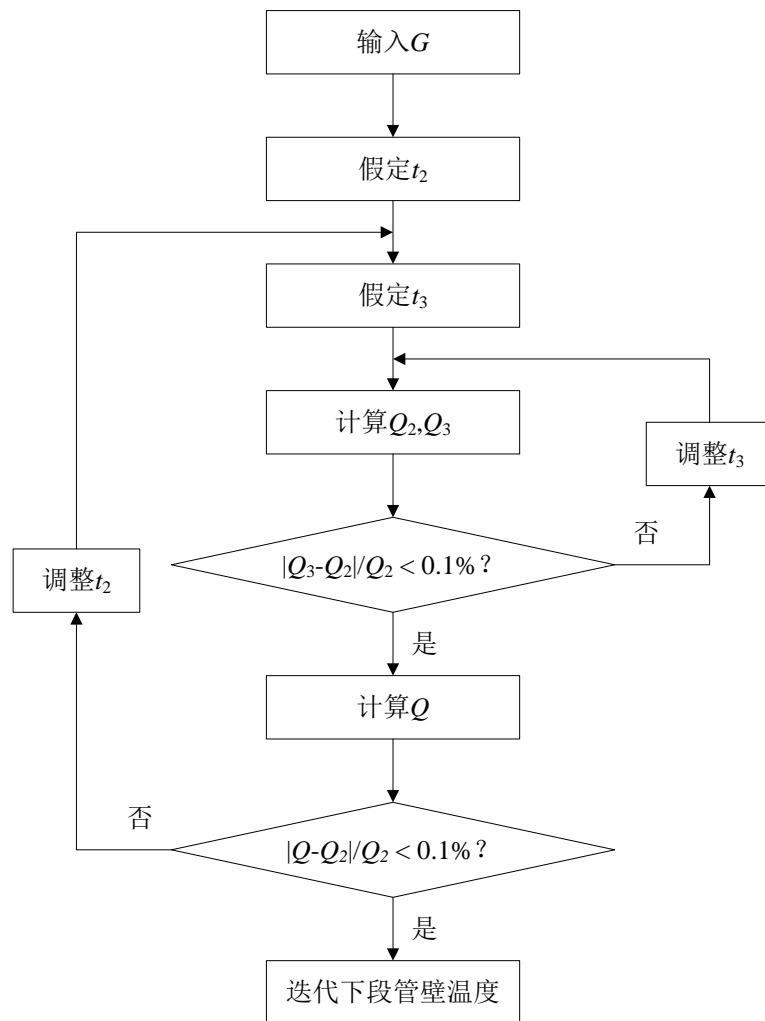 输入G
假定t₂
假定t₃
计算Q₂,Q₃
调整t₃
|Q₃-Q₂|/Q₂ < 0.1%？
否
调整t₂
是
计算Q
否
|Q-Q₂|/Q₂ < 0.1%？
是
迭代下段管壁温度